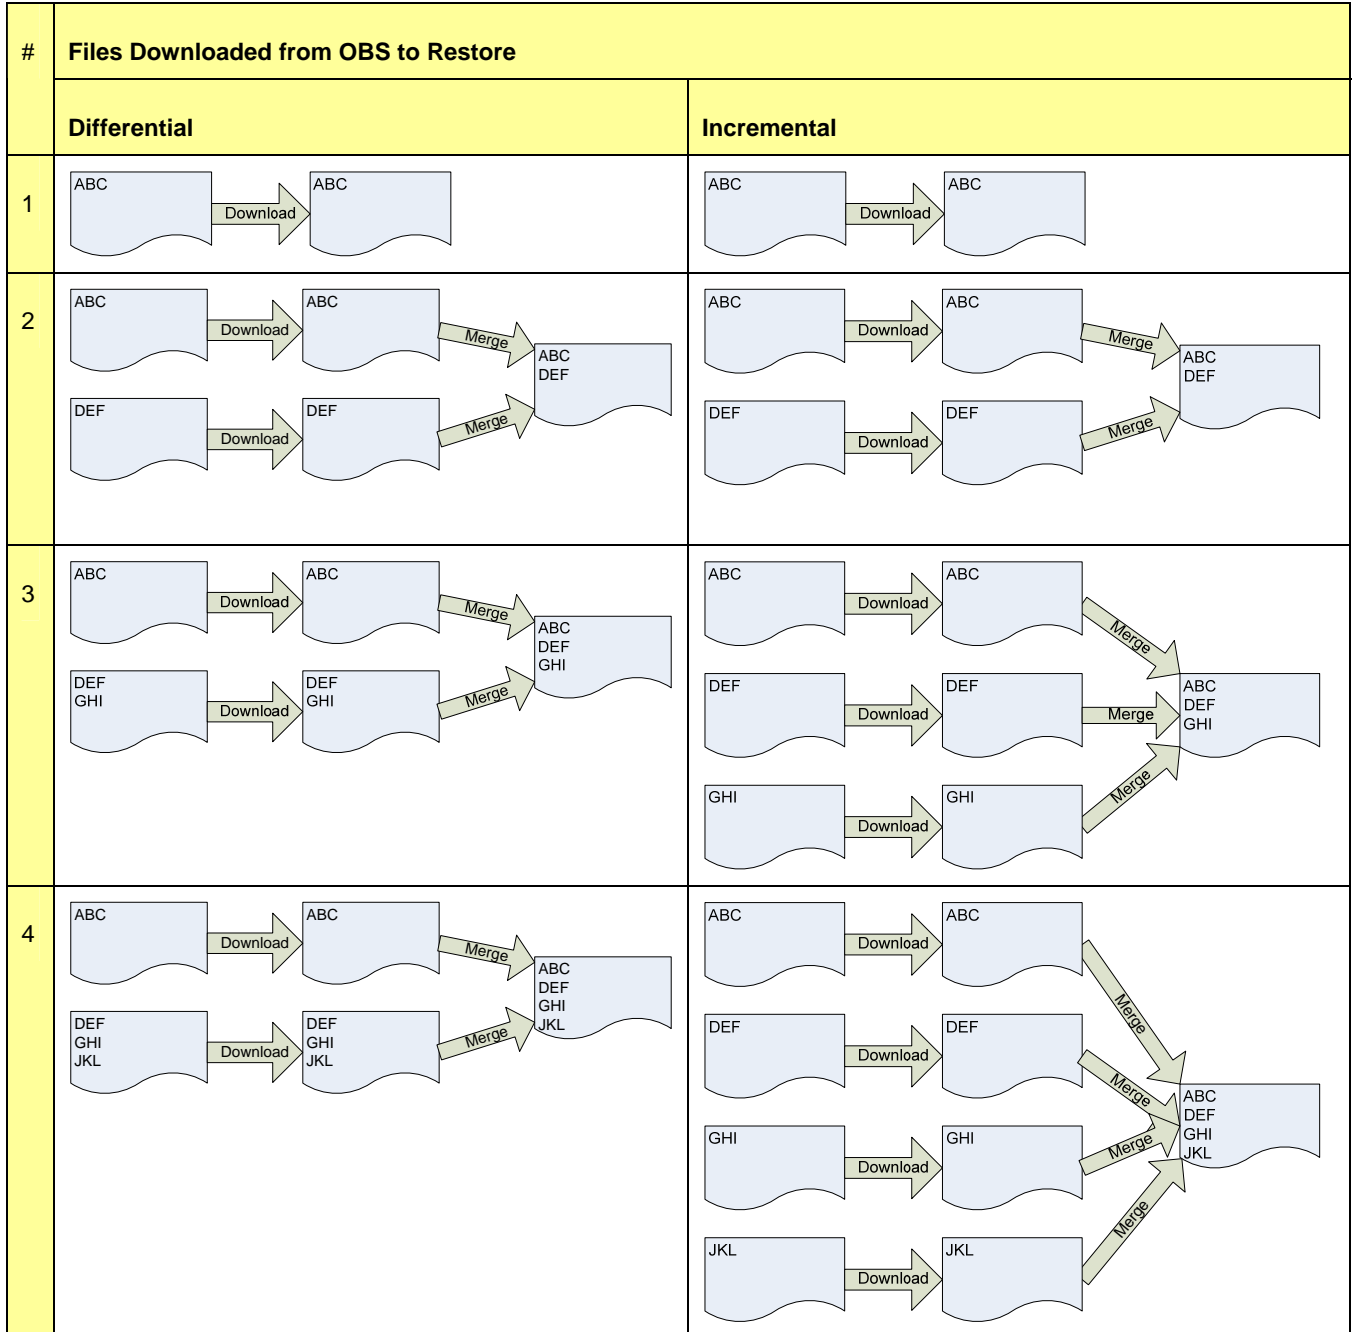 # Files Downloaded from OBS to Restore
Differential Incremental
1
ABC Download ABC
ABC Download ABC
2
ABC Download ABC Merge
DEF Download DEF Merge
ABC
DEF
ABC Download ABC Merge
DEF Download DEF Merge
ABC
DEF
3
ABC Download ABC Merge
DEF
GHI
Download
DEF
GHI
Merge
ABC
DEF
GHI
ABC Download ABC Merge
DEF Download DEF Merge
GHI Download GHI Merge
ABC
DEF
GHI
4
ABC Download ABC Merge
DEF
GHI
JKL
Download
DEF
GHI
JKL
Merge
ABC
DEF
GHI
JKL
ABC Download ABC Merge
DEF Download DEF Merge
GHI Download GHI Merge
JKL Download JKL Merge
ABC
DEF
GHI
JKL